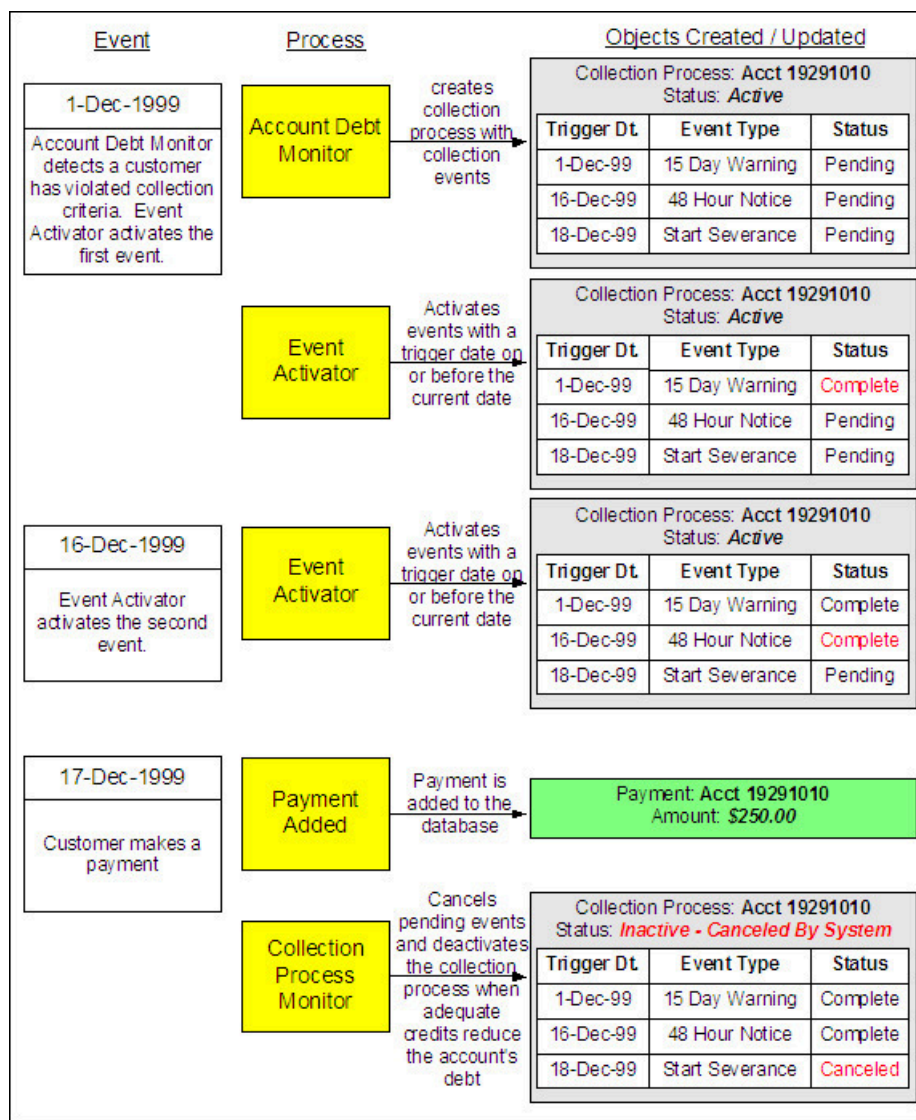 Event
Process
Objects Created / Updated
1-Dec-1999
Account Debt Monitor
detects a customer
has violated collection
criteria. Event
Activator activates the
first event.
Account Debt
Monitor
creates
collection
process with
collection
events
Collection Process: Acct 19291010
Status: Active
Trigger Dt. Event Type Status
1-Dec-99 15 Day Warning Pending
16-Dec-99 48 Hour Notice Pending
18-Dec-99 Start Severance Pending
Event
Activator
Activates
events with a
trigger date on
or before the
current date
Collection Process: Acct 19291010
Status: Active
Trigger Dt. Event Type Status
1-Dec-99 15 Day Warning Complete
16-Dec-99 48 Hour Notice Pending
18-Dec-99 Start Severance Pending
16-Dec-1999
Event Activator
activates the second
event.
Event
Activator
Activates
events with a
trigger date on
or before the
current date
Collection Process: Acct 19291010
Status: Active
Trigger Dt. Event Type Status
1-Dec-99 15 Day Warning Complete
16-Dec-99 48 Hour Notice Complete
18-Dec-99 Start Severance Pending
17-Dec-1999
Customer makes a
payment
Payment
Added
Payment is
added to the
database
Payment: Acct 19291010
Amount: $250.00
Collection
Process
Monitor
Cancels
pending events
and deactivates
the collection
process when
adequate
credits reduce
the account's
debt
Collection Process: Acct 19291010
Status: Inactive - Canceled By System
Trigger Dt. Event Type Status
1-Dec-99 15 Day Warning Complete
16-Dec-99 48 Hour Notice Complete
18-Dec-99 Start Severance Canceled